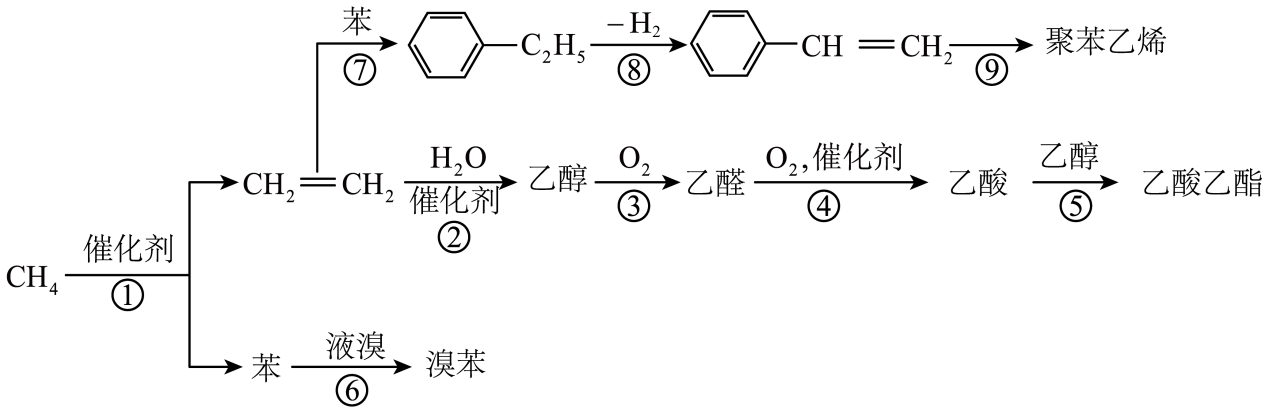 苯 ⑦ C₂H₅ －H₂ ⑧ CH ═CH₂ ⑨ 聚苯乙烯
CH₂═CH₂ H₂O 催化剂 ② 乙醇 O₂ ③ 乙醛 O₂,催化剂 ④ 乙酸 乙醇 ⑤ 乙酸乙酯
CH₄ 催化剂 ①
苯 液溴 ⑥ 溴苯